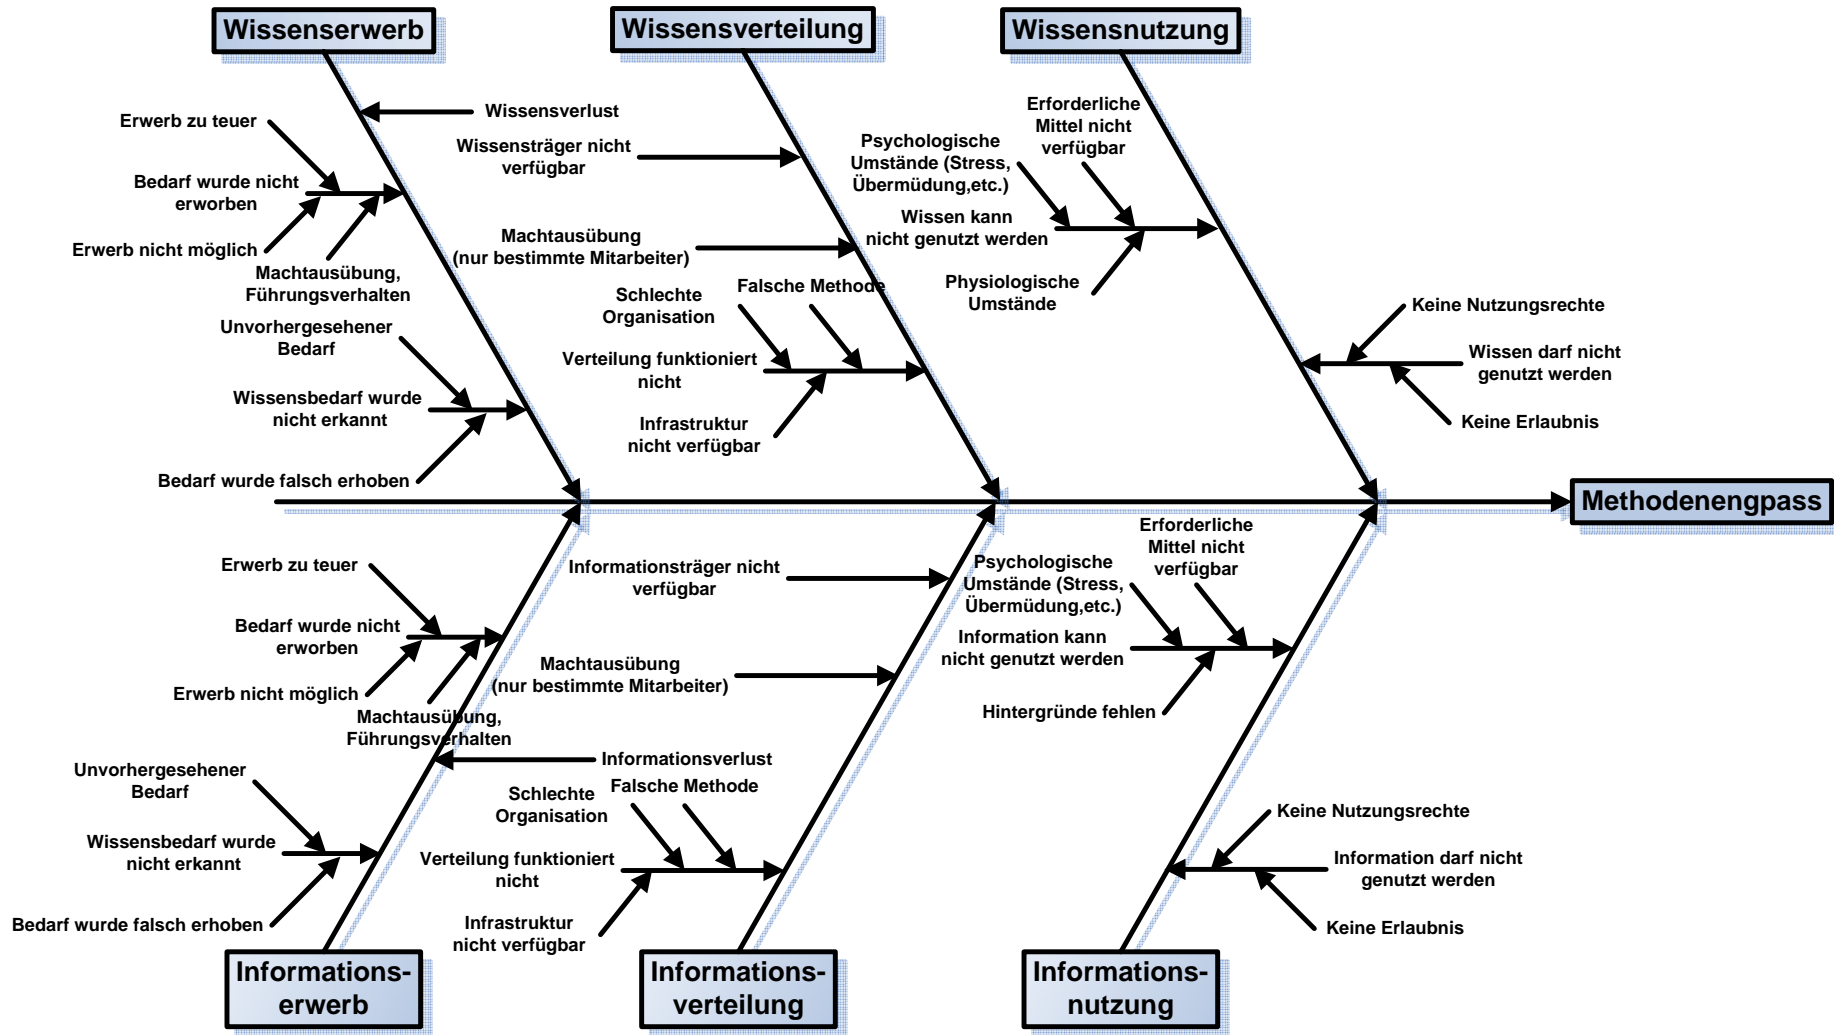 Wissenserwerb
Wissensverteilung
Wissensnutzung
Wissensverlust
Erwerb zu teuer
Bedarf wurde nicht
erworben
Erwerb nicht möglich
Machtausübung,
Führungsverhalten
Unvorhergesehener
Bedarf
Wissensbedarf wurde
nicht erkannt
Bedarf wurde falsch erhoben
Wissensträger nicht
verfügbar
Machtausübung
(nur bestimmte Mitarbeiter)
Schlechte
Organisation
Falsche Methode
Verteilung funktioniert
nicht
Infrastruktur
nicht verfügbar
Erforderliche
Mittel nicht
verfügbar
Psychologische
Umstände (Stress,
Übermüdung,etc.)
Wissen kann
nicht genutzt werden
Physiologische
Umstände
Keine Nutzungsrechte
Wissen darf nicht
genutzt werden
Keine Erlaubnis
Methodenengpass
Erwerb zu teuer
Bedarf wurde nicht
erworben
Erwerb nicht möglich
Machtausübung,
Führungsverhalten
Informationsverlust
Unvorhergesehener
Bedarf
Wissensbedarf wurde
nicht erkannt
Bedarf wurde falsch erhoben
Informationsträger nicht
verfügbar
Machtausübung
(nur bestimmte Mitarbeiter)
Schlechte
Organisation
Falsche Methode
Verteilung funktioniert
nicht
Infrastruktur
nicht verfügbar
Erforderliche
Mittel nicht
verfügbar
Psychologische
Umstände (Stress,
Übermüdung,etc.)
Information kann
nicht genutzt werden
Hintergründe fehlen
Keine Nutzungsrechte
Information darf nicht
genutzt werden
Keine Erlaubnis
Informations-
erwerb
Informations-
verteilung
Informations-
nutzung